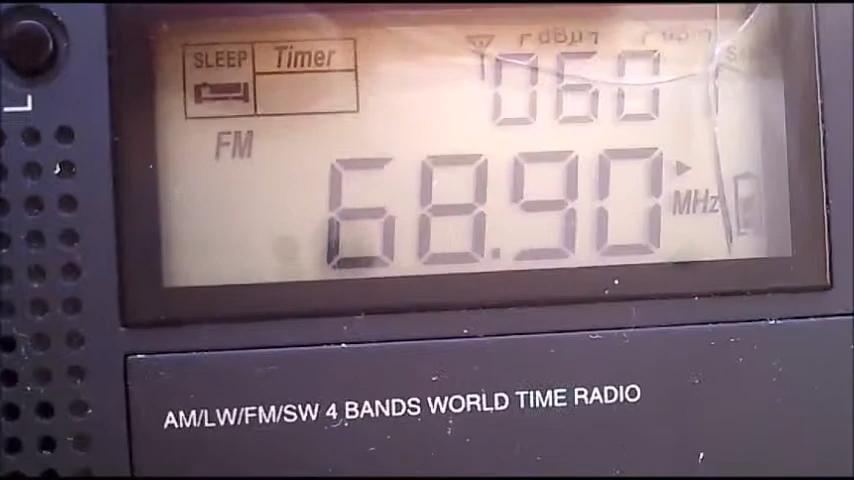 SLEEP Timer
dBµ
060
FM
68.90 MHz
L
AM/LW/FM/SW 4 BANDS WORLD TIME RADIO